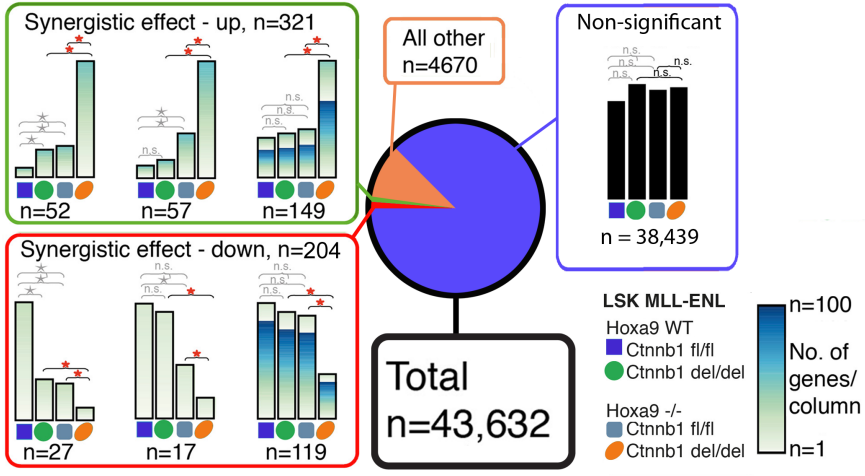 Synergistic effect - up, n=321
n.s.
n.s.
n.s.
n.s.
n=52
n=57
n=149
All other
n=4670
Non-significant
n.s.
n.s.
n.s.
n.s.
n.s.
n = 38,439
Synergistic effect - down, n=204
n.s.
n.s.
n.s.
n.s.
n.s.
n=27
n=17
n=119
Total
n=43,632
LSK MLL-ENL
Hoxa9 WT
Ctnnb1 fl/fl
Ctnnb1 del/del
Hoxa9 -/-
Ctnnb1 fl/fl
Ctnnb1 del/del
n=100
No. of
genes/
column
n=1